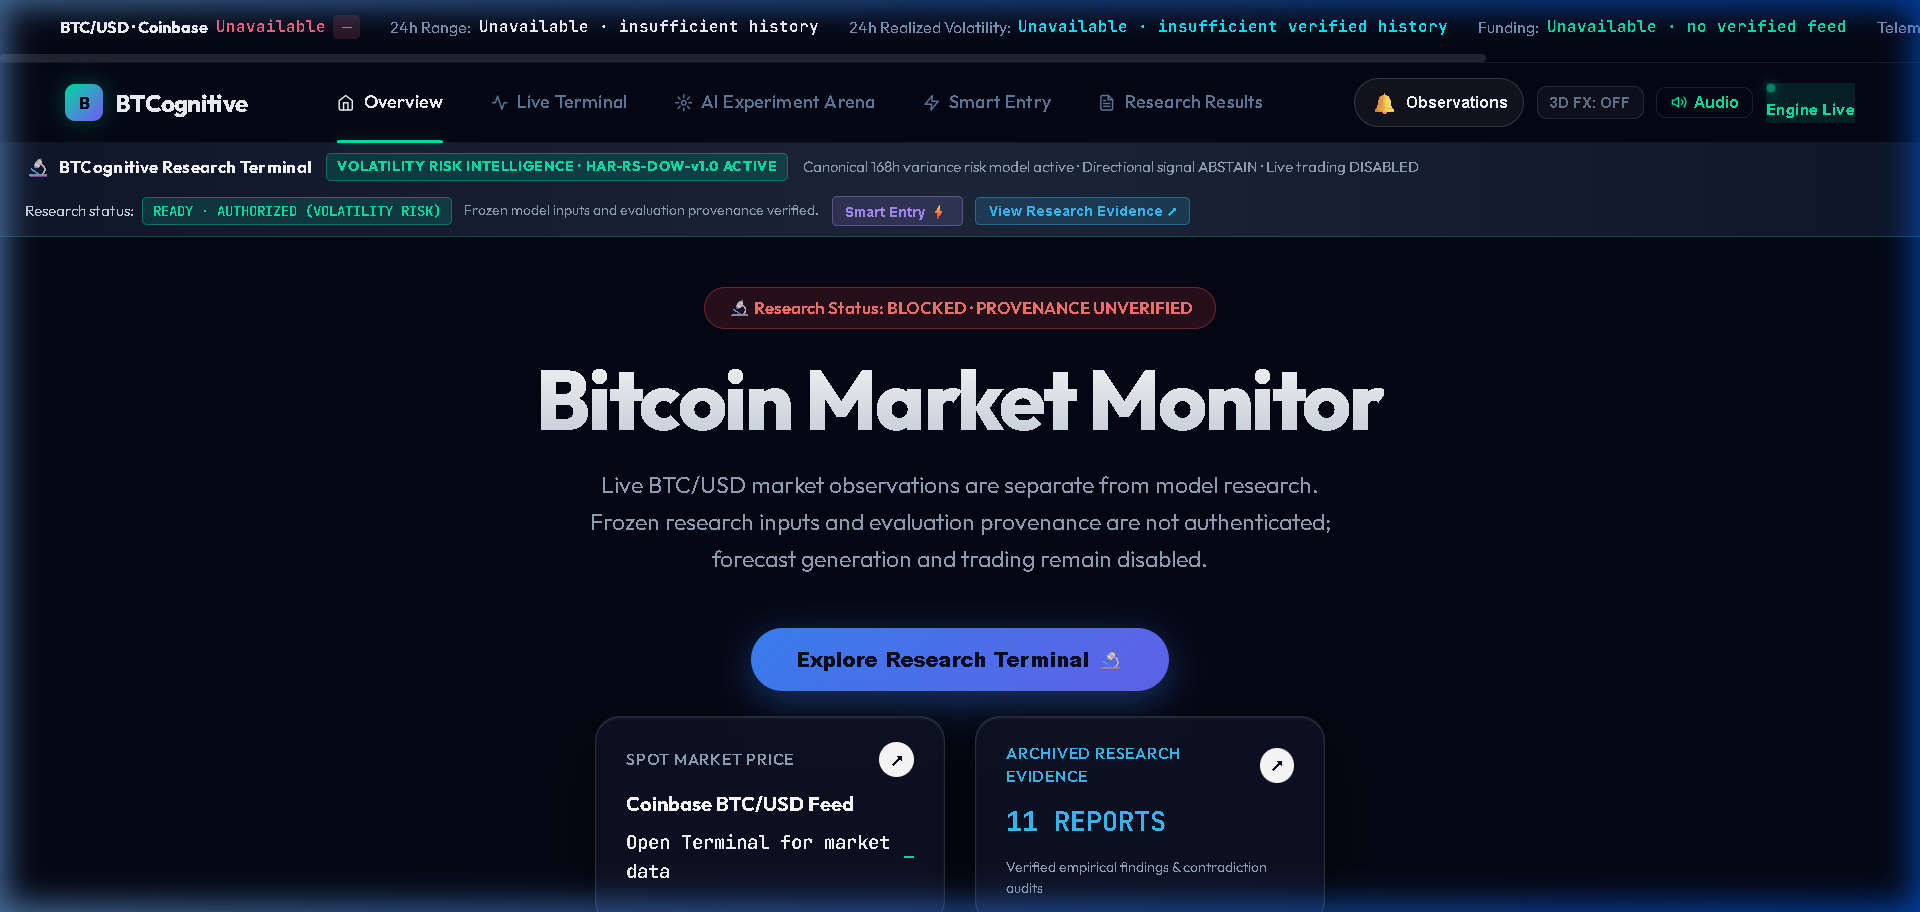 BTC/USD · Coinbase Unavailable — 24h Range: Unavailable · insufficient history 24h Realized Volatility: Unavailable · insufficient verified history Funding: Unavailable · no verified feed
B BTCognitive Overview Live Terminal AI Experiment Arena Smart Entry Research Results Observations 3D FX: OFF Audio Engine Live
BTCognitive Research Terminal VOLATILITY RISK INTELLIGENCE · HAR-RS-DOW-v1.0 ACTIVE Canonical 168h variance risk model active · Directional signal ABSTAIN · Live trading DISABLED
Research status: READY · AUTHORIZED (VOLATILITY RISK) Frozen model inputs and evaluation provenance verified. Smart Entry View Research Evidence ↗
Research Status: BLOCKED · PROVENANCE UNVERIFIED
Bitcoin Market Monitor
Live BTC/USD market observations are separate from model research.
Frozen research inputs and evaluation provenance are not authenticated;
forecast generation and trading remain disabled.
Explore Research Terminal
SPOT MARKET PRICE ↗
Coinbase BTC/USD Feed
Open Terminal for market
data
—
ARCHIVED RESEARCH
EVIDENCE ↗
11 REPORTS
Verified empirical findings & contradiction
audits